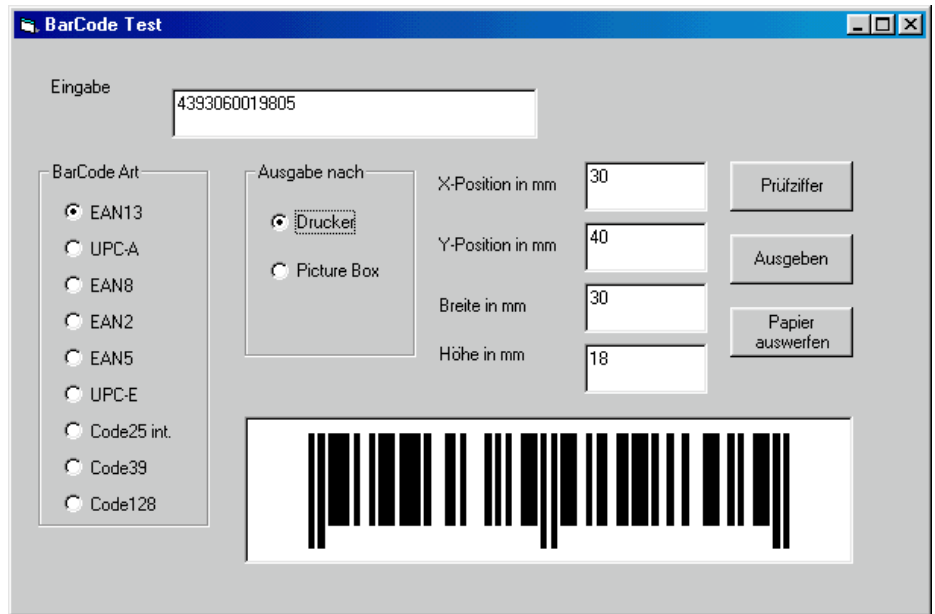 BarCode Test
Eingabe
4393060019805
BarCode Art
EAN13
UPC-A
EAN8
EAN2
EAN5
UPC-E
Code25 int.
Code39
Code128
Ausgabe nach
Drucker
Picture Box
X-Position in mm
30
Y-Position in mm
40
Breite in mm
30
Höhe in mm
18
Prüfziffer
Ausgeben
Papier
auswerfen